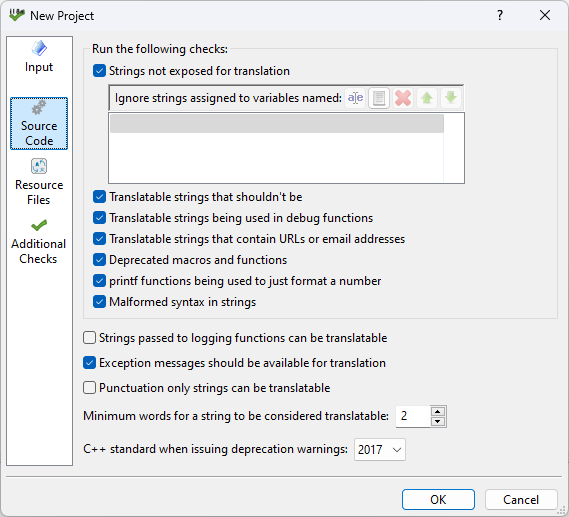 New Project
?
Input
Source
Code
Resource
Files
Additional
Checks
Run the following checks:
Strings not exposed for translation
Ignore strings assigned to variables named:
Translatable strings that shouldn't be
Translatable strings being used in debug functions
Translatable strings that contain URLs or email addresses
Deprecated macros and functions
printf functions being used to just format a number
Malformed syntax in strings
Strings passed to logging functions can be translatable
Exception messages should be available for translation
Punctuation only strings can be translatable
Minimum words for a string to be considered translatable: 2
C++ standard when issuing deprecation warnings: 2017
OK Cancel